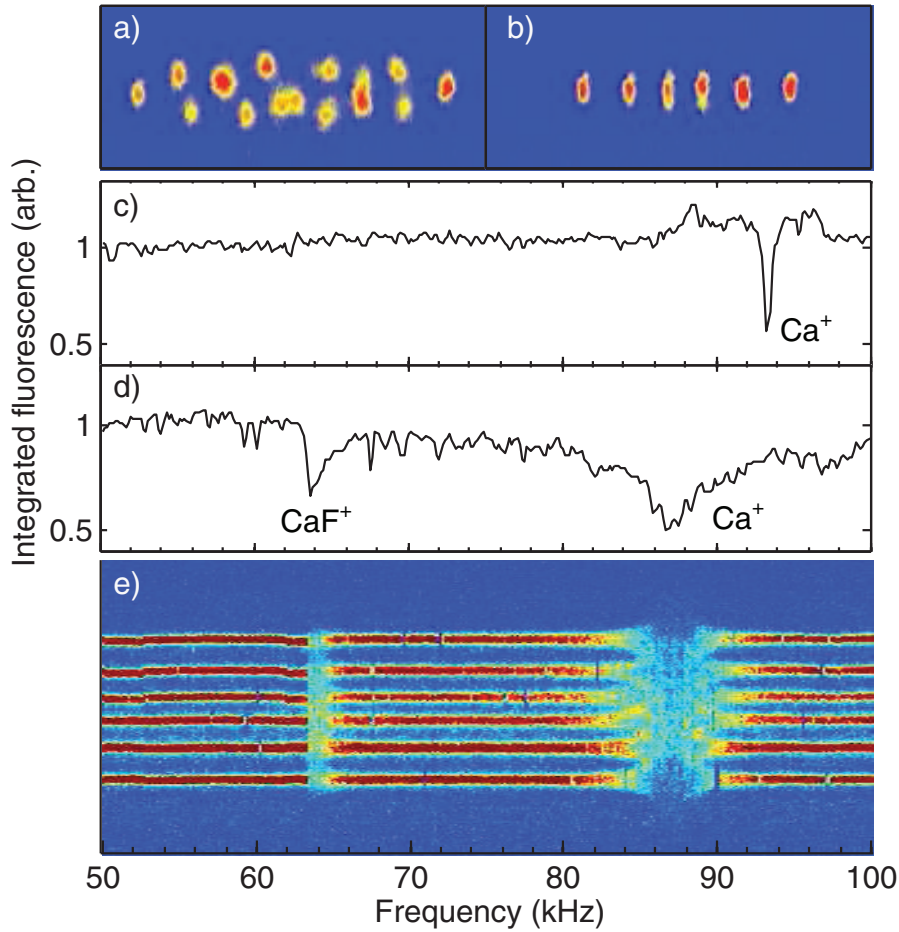 a)
b)
Integrated fluorescence (arb.)
c)
1
0.5
Ca⁺
d)
1
0.5
CaF⁺
Ca⁺
e)
50 60 70 80 90 100
Frequency (kHz)